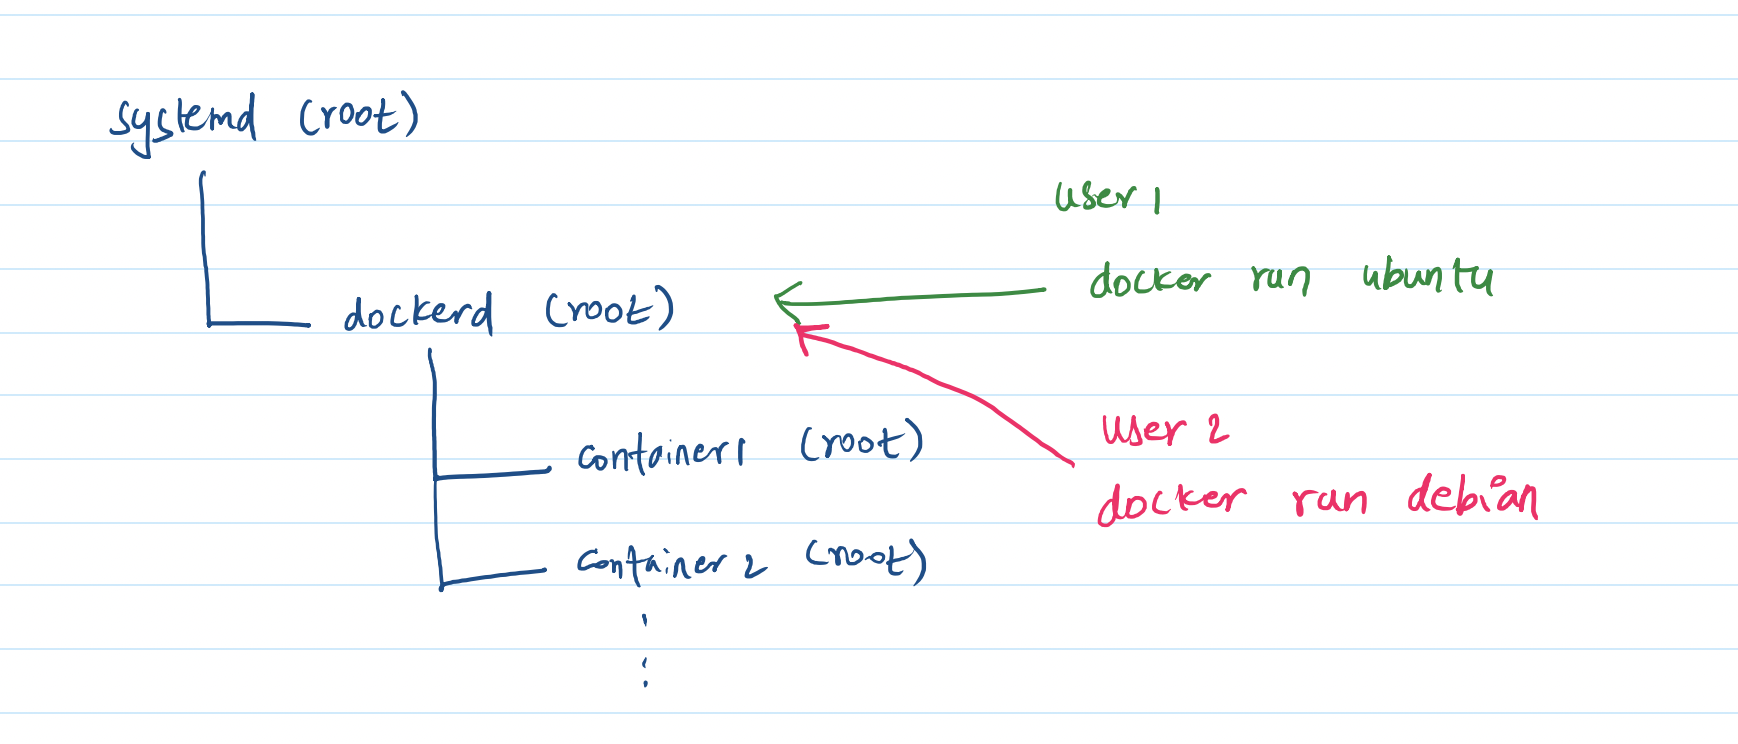 systemd (root)
user 1
docker run ubuntu
dockerd (root)
user 2
container1 (root)
docker run debian
container 2 (root)